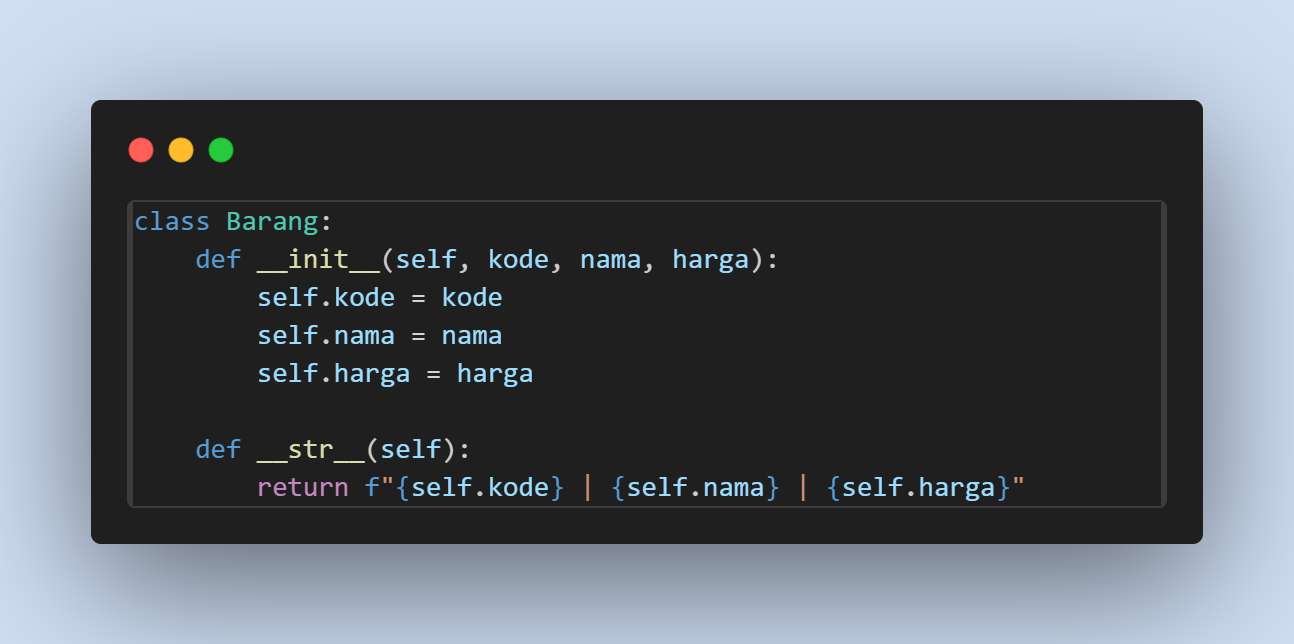 class Barang:
    def __init__(self, kode, nama, harga):
        self.kode = kode
        self.nama = nama
        self.harga = harga

    def __str__(self):
        return f"{self.kode} | {self.nama} | {self.harga}"